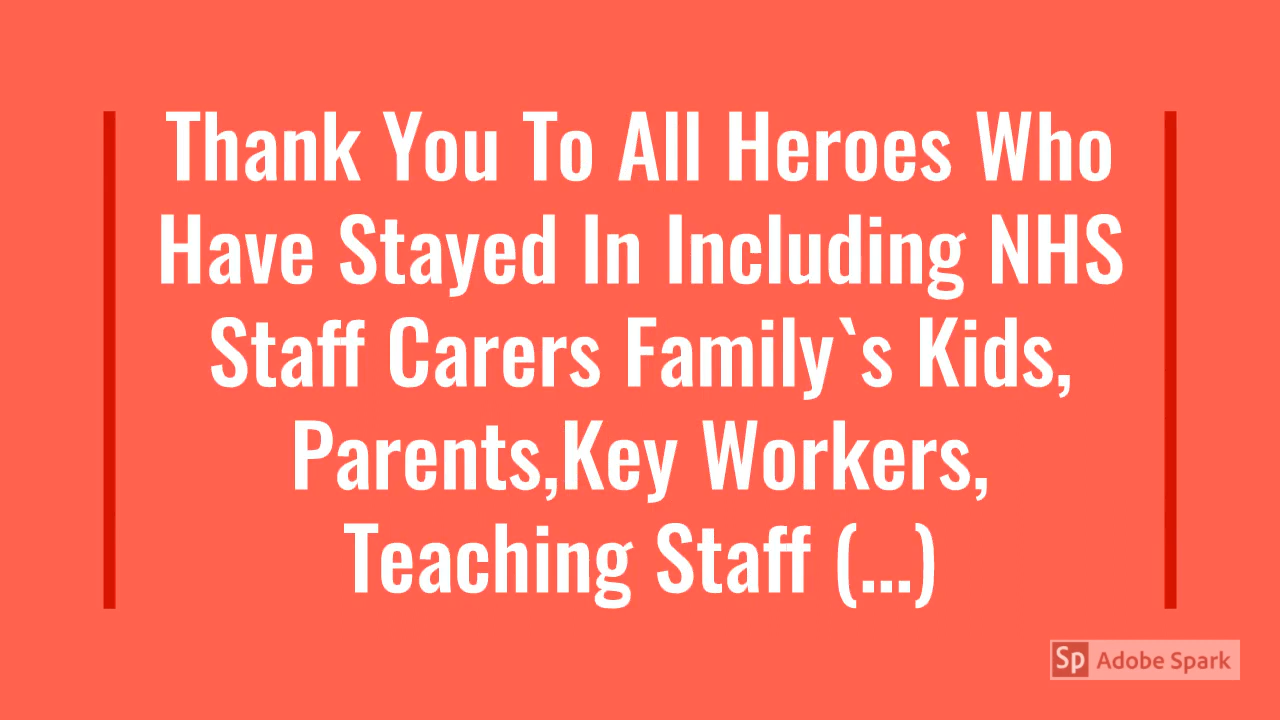 Thank You To All Heroes Who
Have Stayed In Including NHS
Staff Carers Family`s Kids,
Parents,Key Workers,
Teaching Staff (...)
Sp Adobe Spark